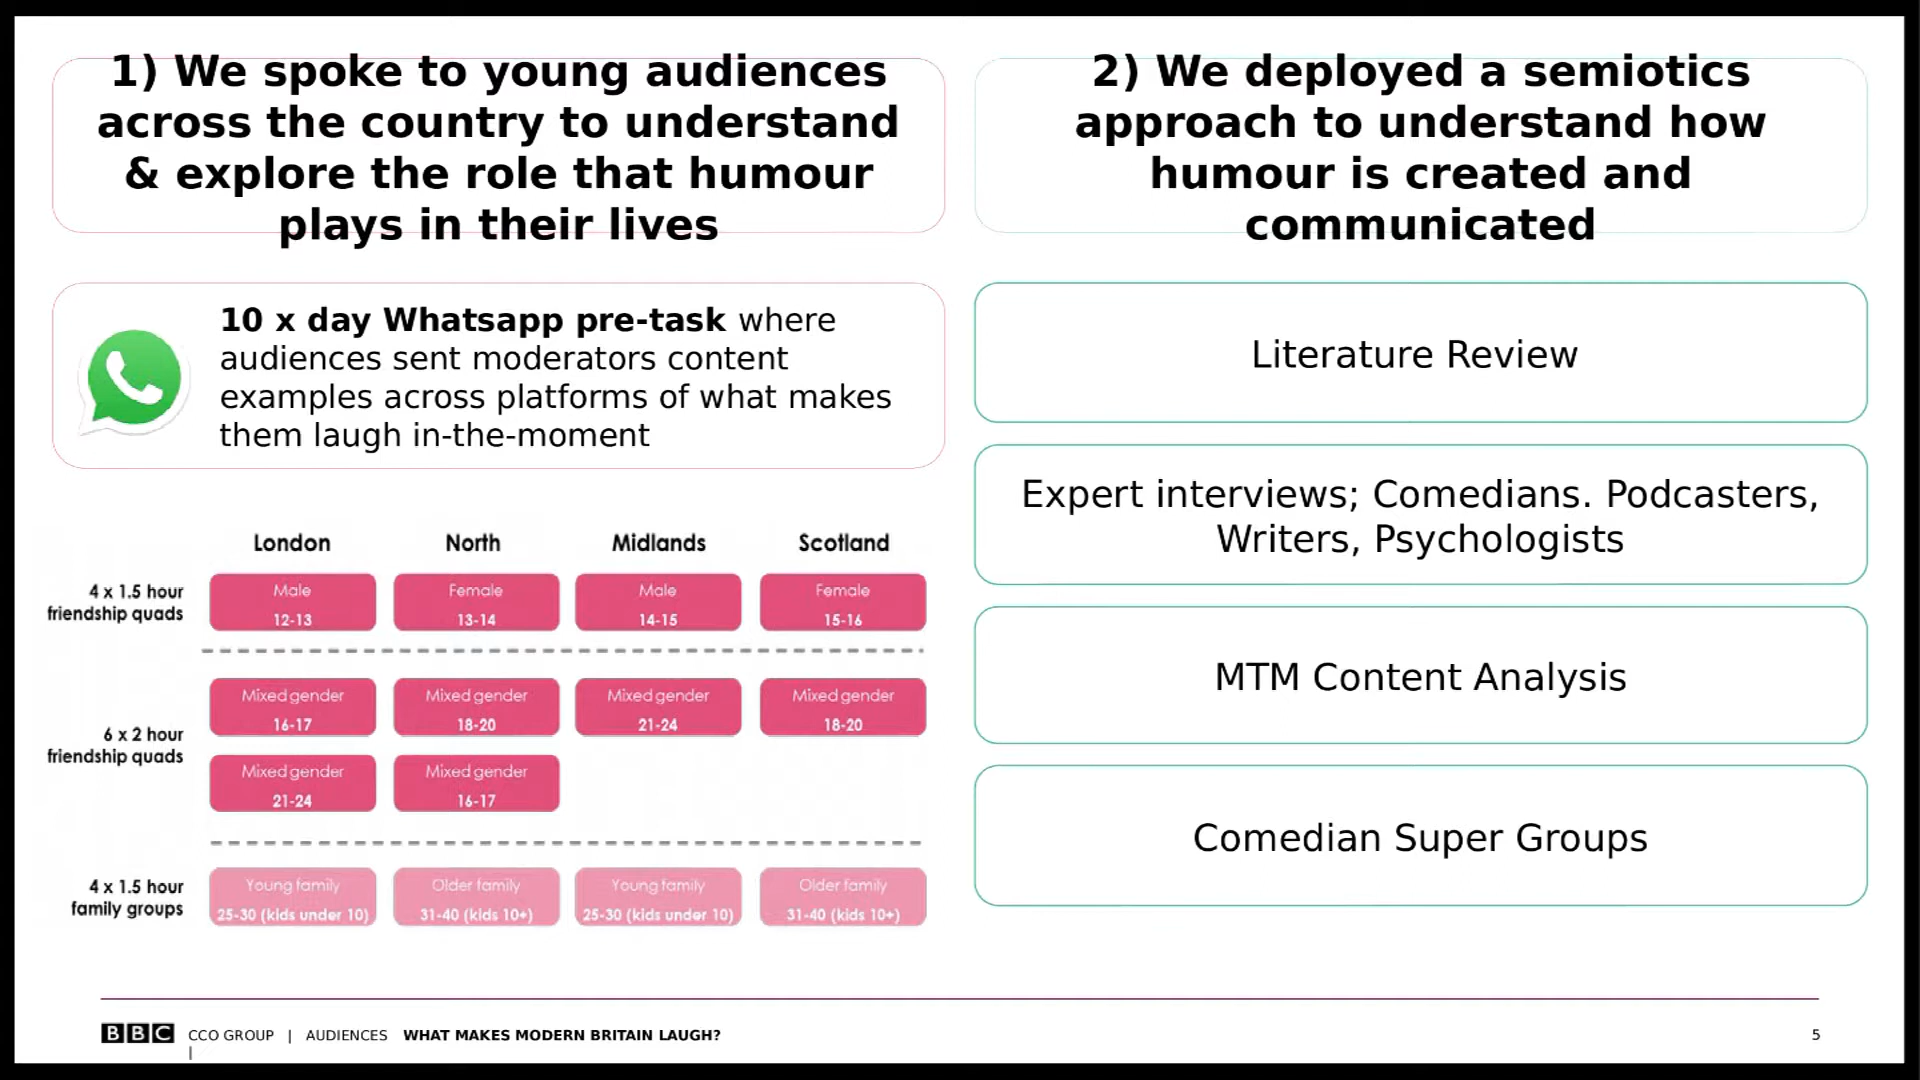 1) We spoke to young audiences
across the country to understand
& explore the role that humour
plays in their lives
10 x day Whatsapp pre-task where
audiences sent moderators content
examples across platforms of what makes
them laugh in-the-moment
London North Midlands Scotland
4 x 1.5 hour
friendship quads
Male Female Male Female
12-13 13-14 14-15 15-16
6 x 2 hour
friendship quads
Mixed gender Mixed gender Mixed gender Mixed gender
16-17 18-20 21-24 18-20
Mixed gender Mixed gender
21-24 16-17
4 x 1.5 hour
family groups
Young family Older family Young family Older family
25-30 (kids under 10) 31-40 (kids 10+) 25-30 (kids under 10) 31-40 (kids 10+)
2) We deployed a semiotics
approach to understand how
humour is created and
communicated
Literature Review
Expert interviews; Comedians. Podcasters,
Writers, Psychologists
MTM Content Analysis
Comedian Super Groups
BBC CCO GROUP | AUDIENCES WHAT MAKES MODERN BRITAIN LAUGH? 5
|